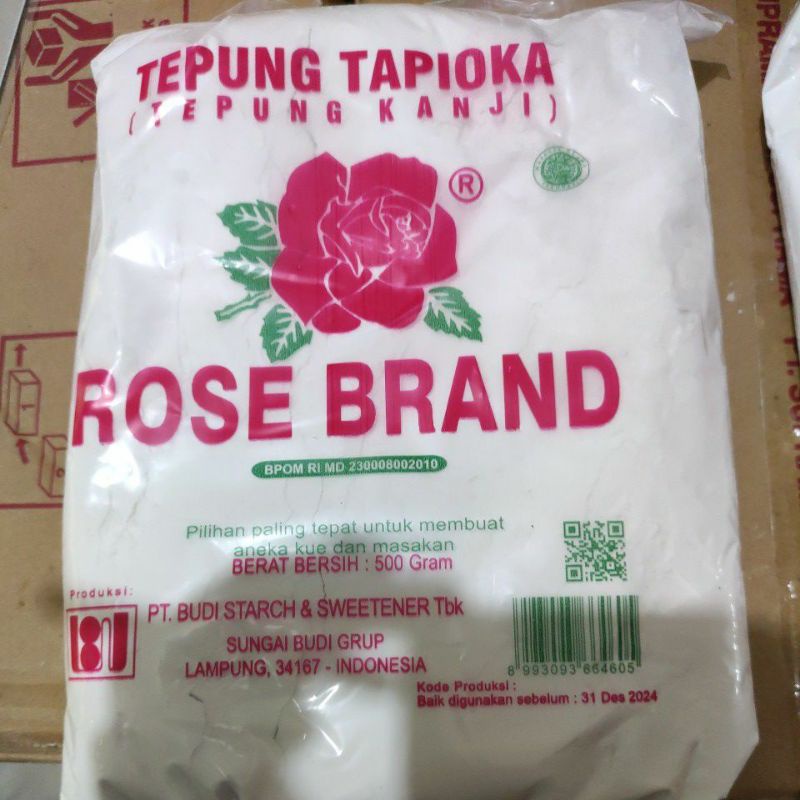 TEPUNG TAPIOKA
(TEPUNG KANJI)
®
ROSE BRAND
BPOM RI MD 230008002010
Pilihan paling tepat untuk membuat
aneka kue dan masakan
BERAT BERSIH : 500 Gram
Produksi:
PT. BUDI STARCH & SWEETENER Tbk
SUNGAI BUDI GRUP
LAMPUNG, 34167 - INDONESIA
8 993093 664605
Kode Produksi :
Baik digunakan sebelum : 31 Des 2024